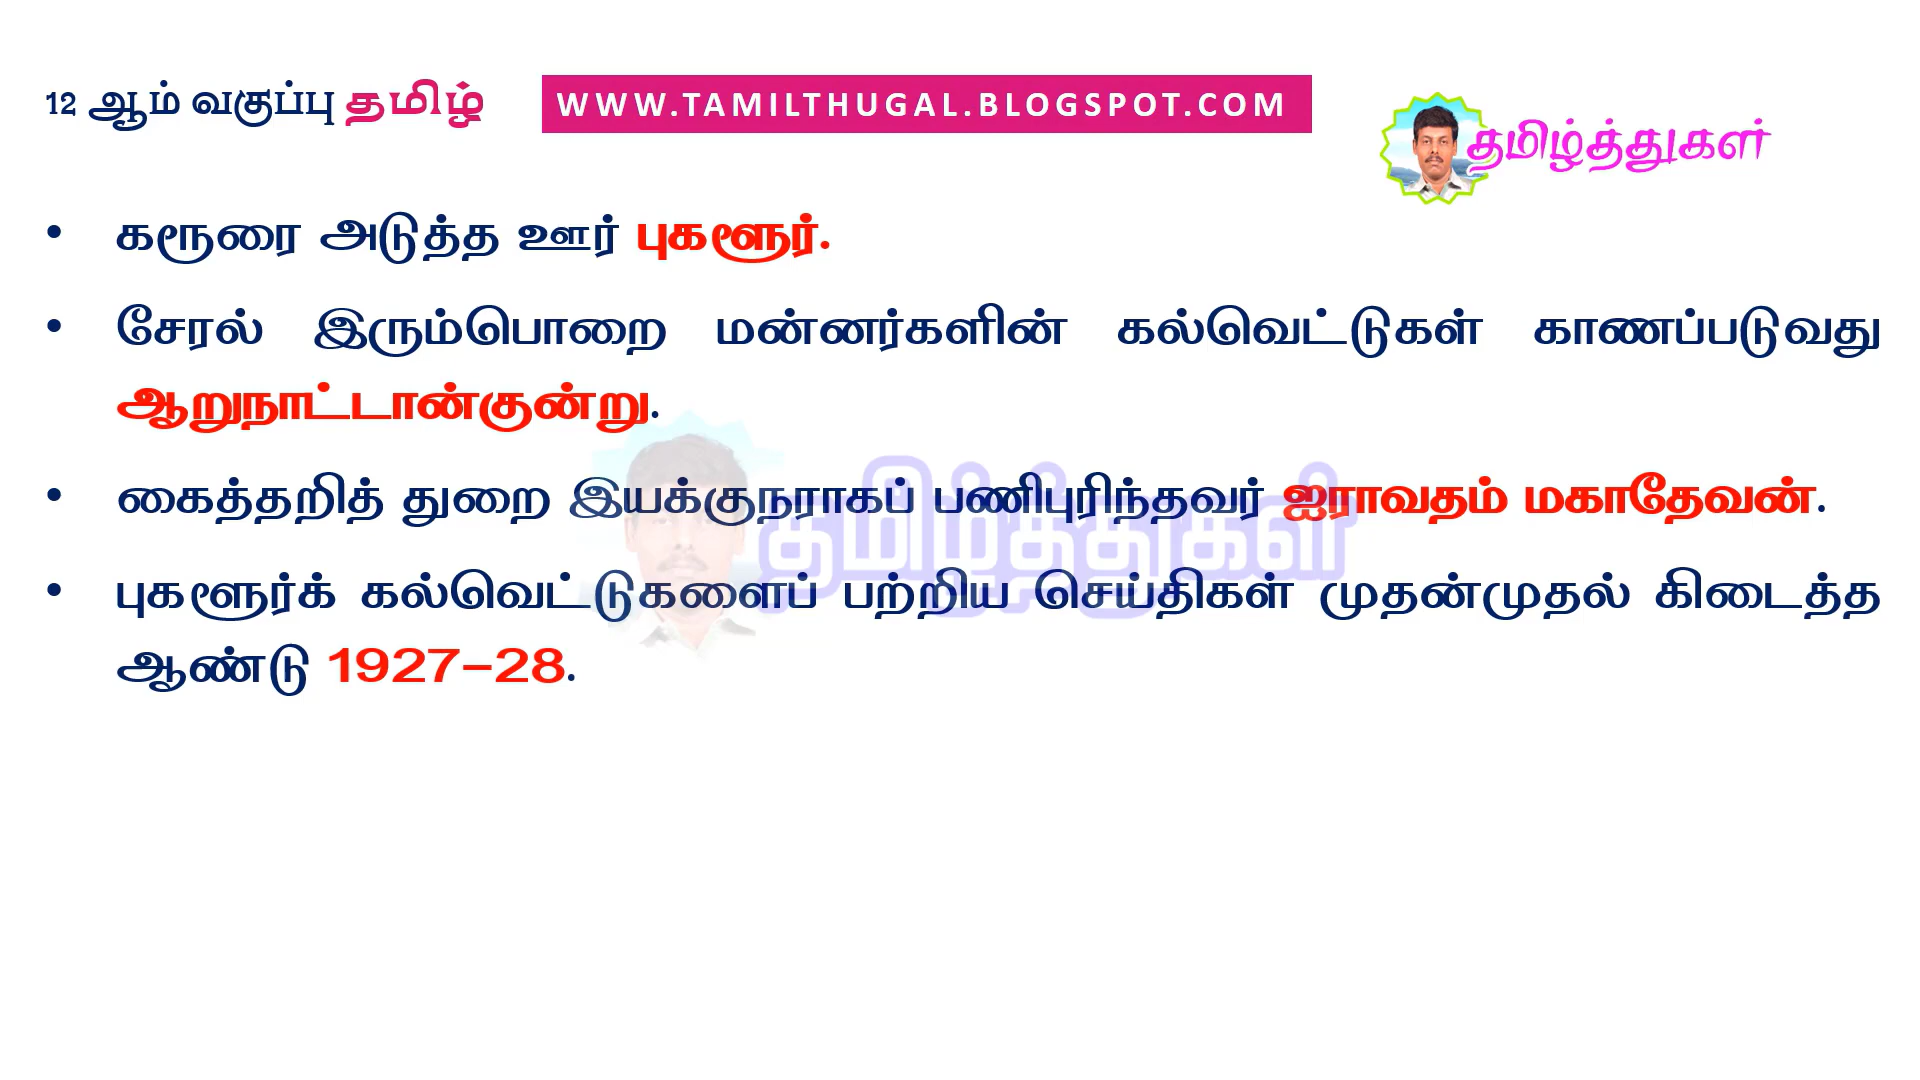 12 ஆம் வகுப்பு தமிழ்
WWW.TAMILTHUGAL.BLOGSPOT.COM
தமிழ்த்துகள்
• கரூரை அடுத்த ஊர் புகளூர்.
• சேரல் இரும்பொறை மன்னர்களின் கல்வெட்டுகள் காணப்படுவது
ஆறுநாட்டான்குன்று.
• கைத்தறித் துறை இயக்குநராகப் பணிபுரிந்தவர் ஐராவதம் மகாதேவன்.
• புகளூர்க் கல்வெட்டுகளைப் பற்றிய செய்திகள் முதன்முதல் கிடைத்த
ஆண்டு 1927-28.
தமிழ்த்துகள்